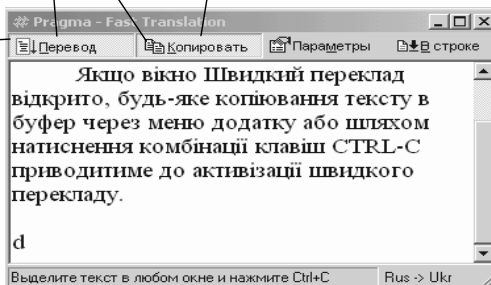 Pragma - Fast Translation
Перевод Копировать Параметры В строке
Якщо вікно Швидкий переклад
відкрито, будь-яке копіювання тексту в
буфер через меню додатку або шляхом
натиснення комбінації клавіш CTRL-C
приводитиме до активізації швидкого
перекладу.
d
Выделите текст в любом окне и нажмите Ctrl+C Rus -> Ukr